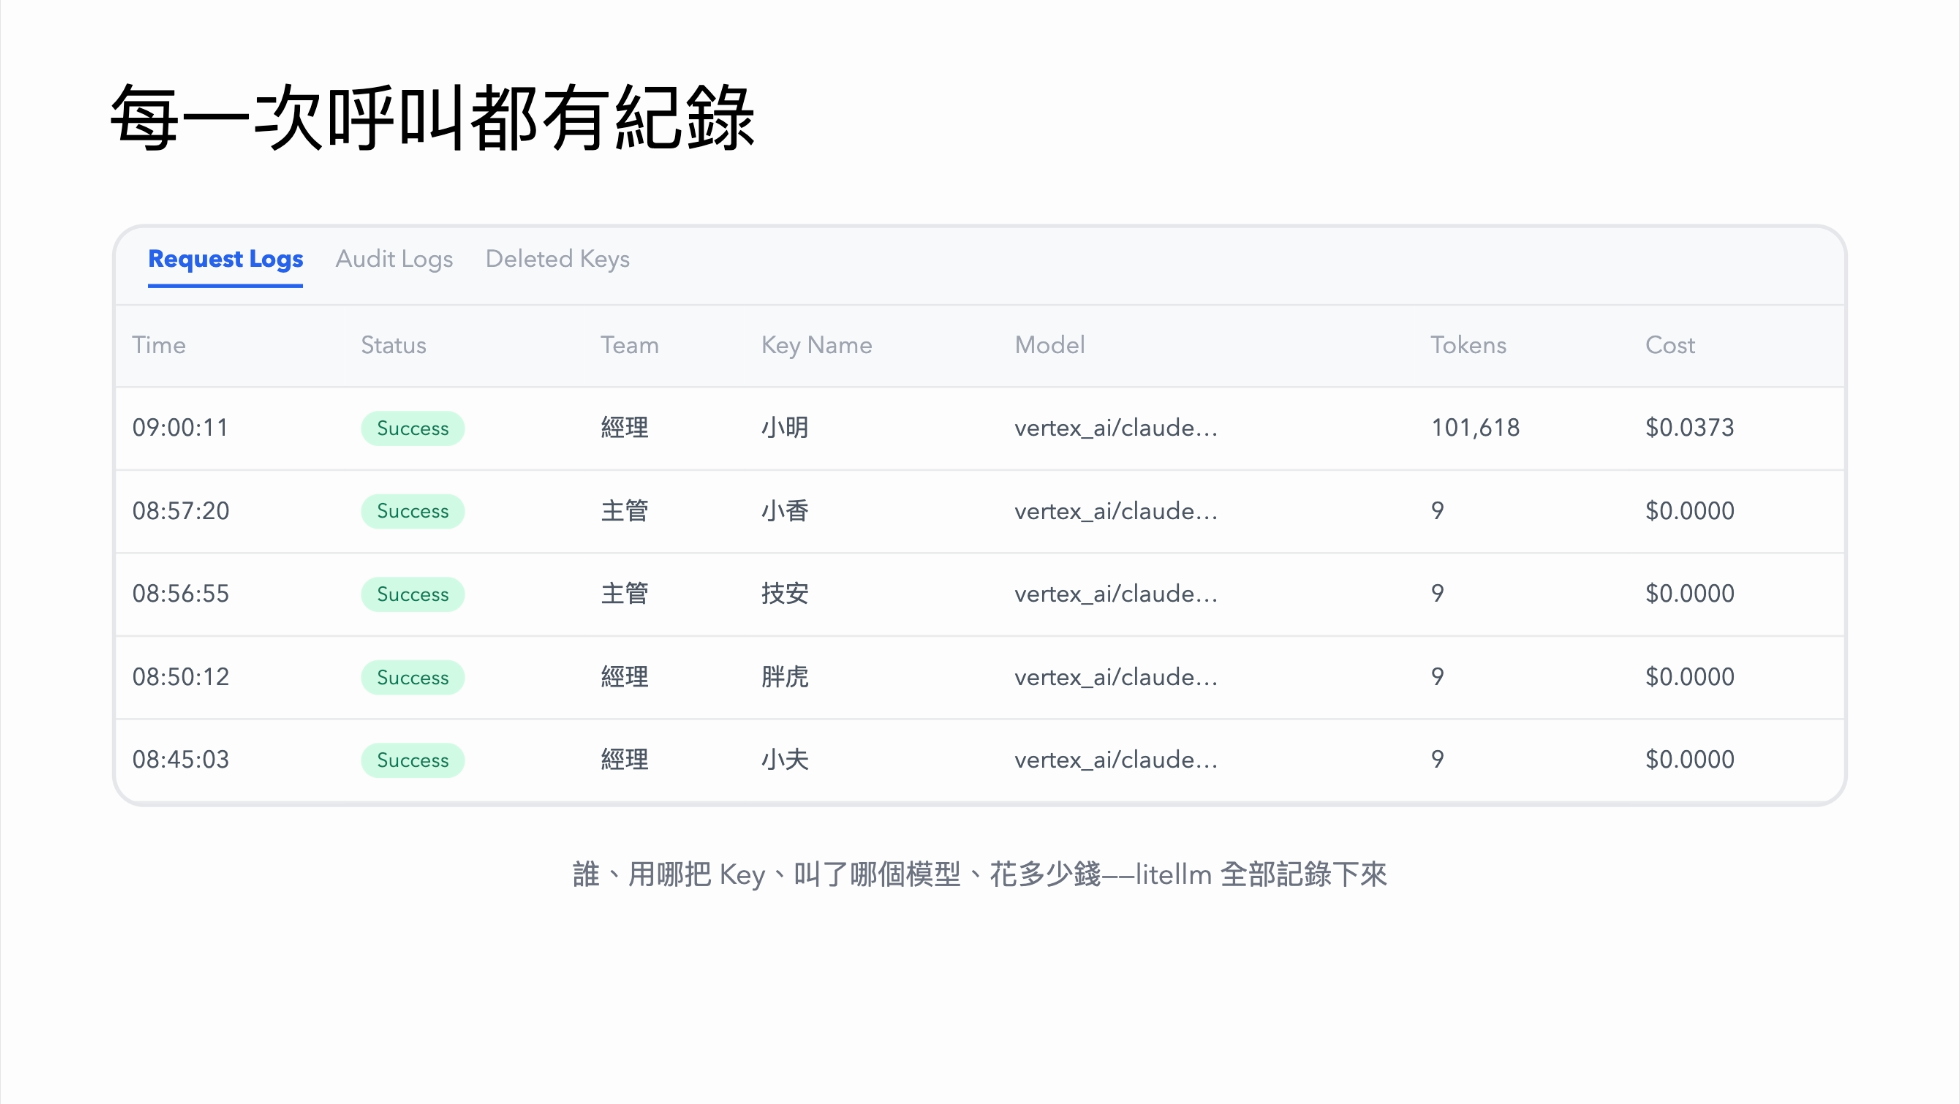 每一次呼叫都有紀錄
Request Logs Audit Logs Deleted Keys
Time Status Team Key Name Model Tokens Cost
09:00:11 Success 經理 小明 vertex_ai/claude... 101,618 $0.0373
08:57:20 Success 主管 小香 vertex_ai/claude... 9 $0.0000
08:56:55 Success 主管 技安 vertex_ai/claude... 9 $0.0000
08:50:12 Success 經理 胖虎 vertex_ai/claude... 9 $0.0000
08:45:03 Success 經理 小夫 vertex_ai/claude... 9 $0.0000
誰、用哪把 Key、叫了哪個模型、花多少錢——litellm 全部記錄下來